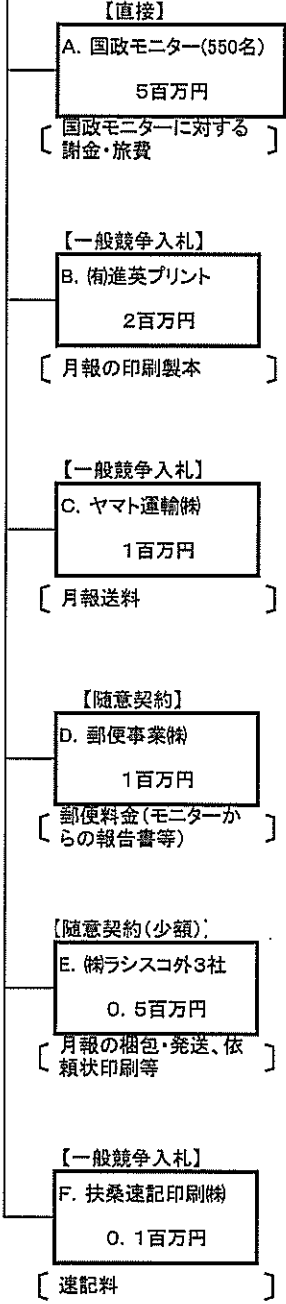 【直接】
A. 国政モニター(550名)
5百万円
国政モニターに対する
謝金・旅費
【一般競争入札】
B. ㈲進英プリント
2百万円
月報の印刷製本
【一般競争入札】
C. ヤマト運輸㈱
1百万円
月報送料
【随意契約】
D. 郵便事業㈱
1百万円
郵便料金(モニターか
らの報告書等)
【随意契約(少額)】
E. ㈱ラシスコ外3社
0. 5百万円
月報の梱包・発送、依
頼状印刷等
【一般競争入札】
F. 扶桑速記印刷㈱
0. 1百万円
速記料